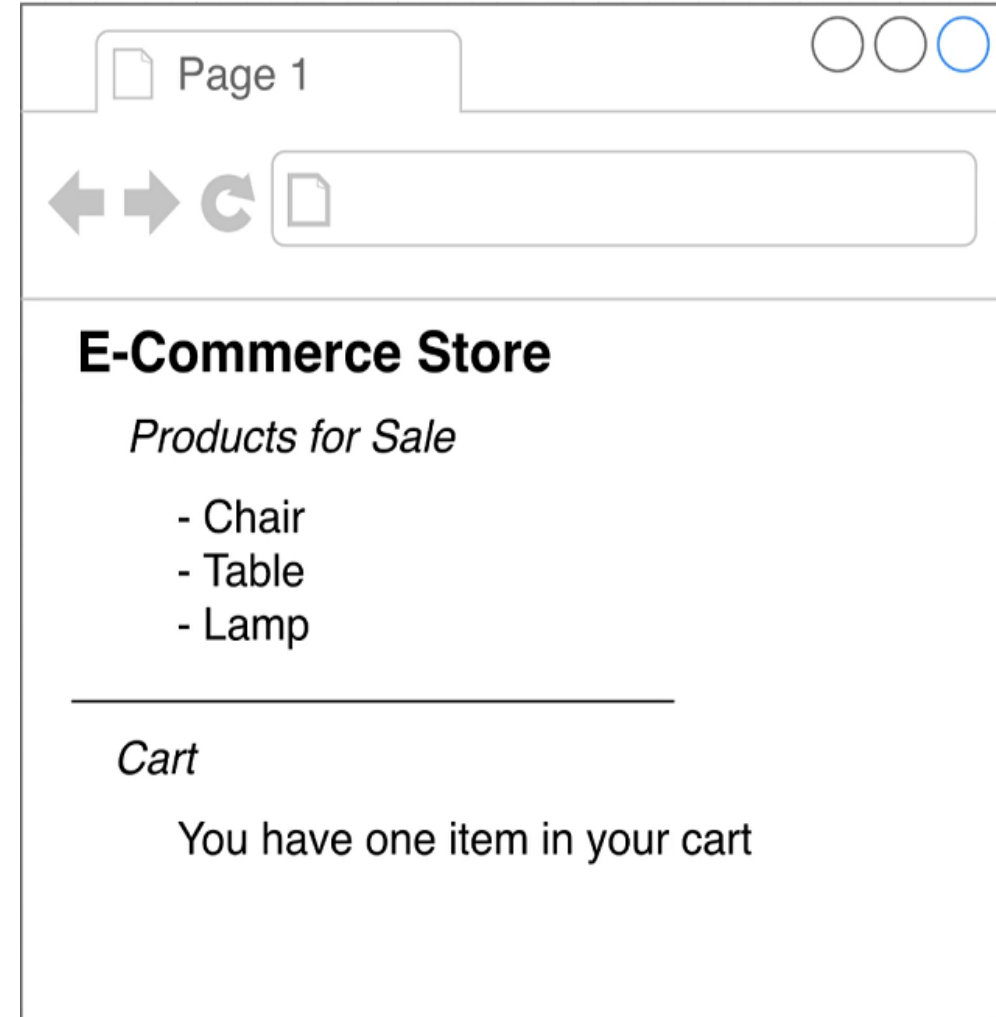 Page 1
E-Commerce Store
Products for Sale
- Chair
- Table
- Lamp
Cart
You have one item in your cart